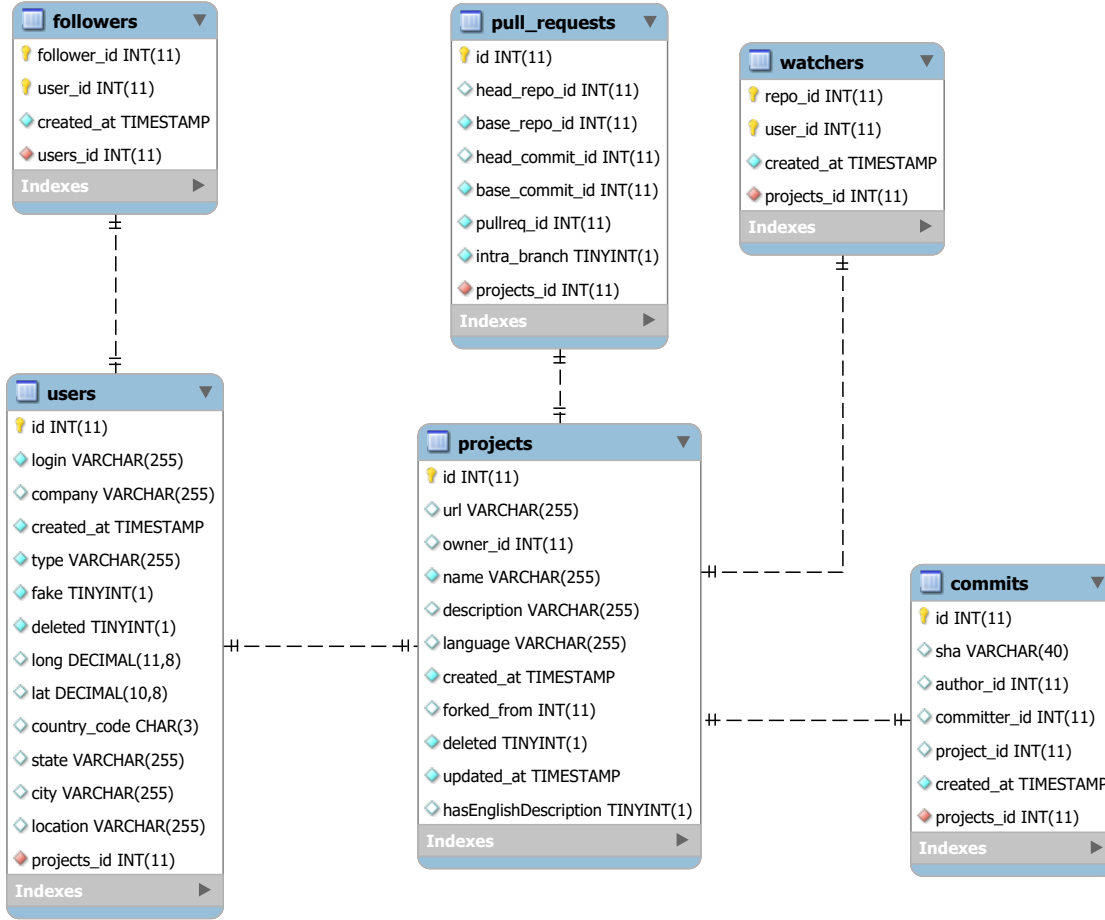 followers
follower_id INT(11)
user_id INT(11)
created_at TIMESTAMP
users_id INT(11)
Indexes
pull_requests
id INT(11)
head_repo_id INT(11)
base_repo_id INT(11)
head_commit_id INT(11)
base_commit_id INT(11)
pullreq_id INT(11)
intra_branch TINYINT(1)
projects_id INT(11)
Indexes
watchers
repo_id INT(11)
user_id INT(11)
created_at TIMESTAMP
projects_id INT(11)
Indexes
users
id INT(11)
login VARCHAR(255)
company VARCHAR(255)
created_at TIMESTAMP
type VARCHAR(255)
fake TINYINT(1)
deleted TINYINT(1)
long DECIMAL(11,8)
lat DECIMAL(10,8)
country_code CHAR(3)
state VARCHAR(255)
city VARCHAR(255)
location VARCHAR(255)
projects_id INT(11)
Indexes
projects
id INT(11)
url VARCHAR(255)
owner_id INT(11)
name VARCHAR(255)
description VARCHAR(255)
language VARCHAR(255)
created_at TIMESTAMP
forked_from INT(11)
deleted TINYINT(1)
updated_at TIMESTAMP
hasEnglishDescription TINYINT(1)
Indexes
commits
id INT(11)
sha VARCHAR(40)
author_id INT(11)
committer_id INT(11)
project_id INT(11)
created_at TIMESTAMP
projects_id INT(11)
Indexes